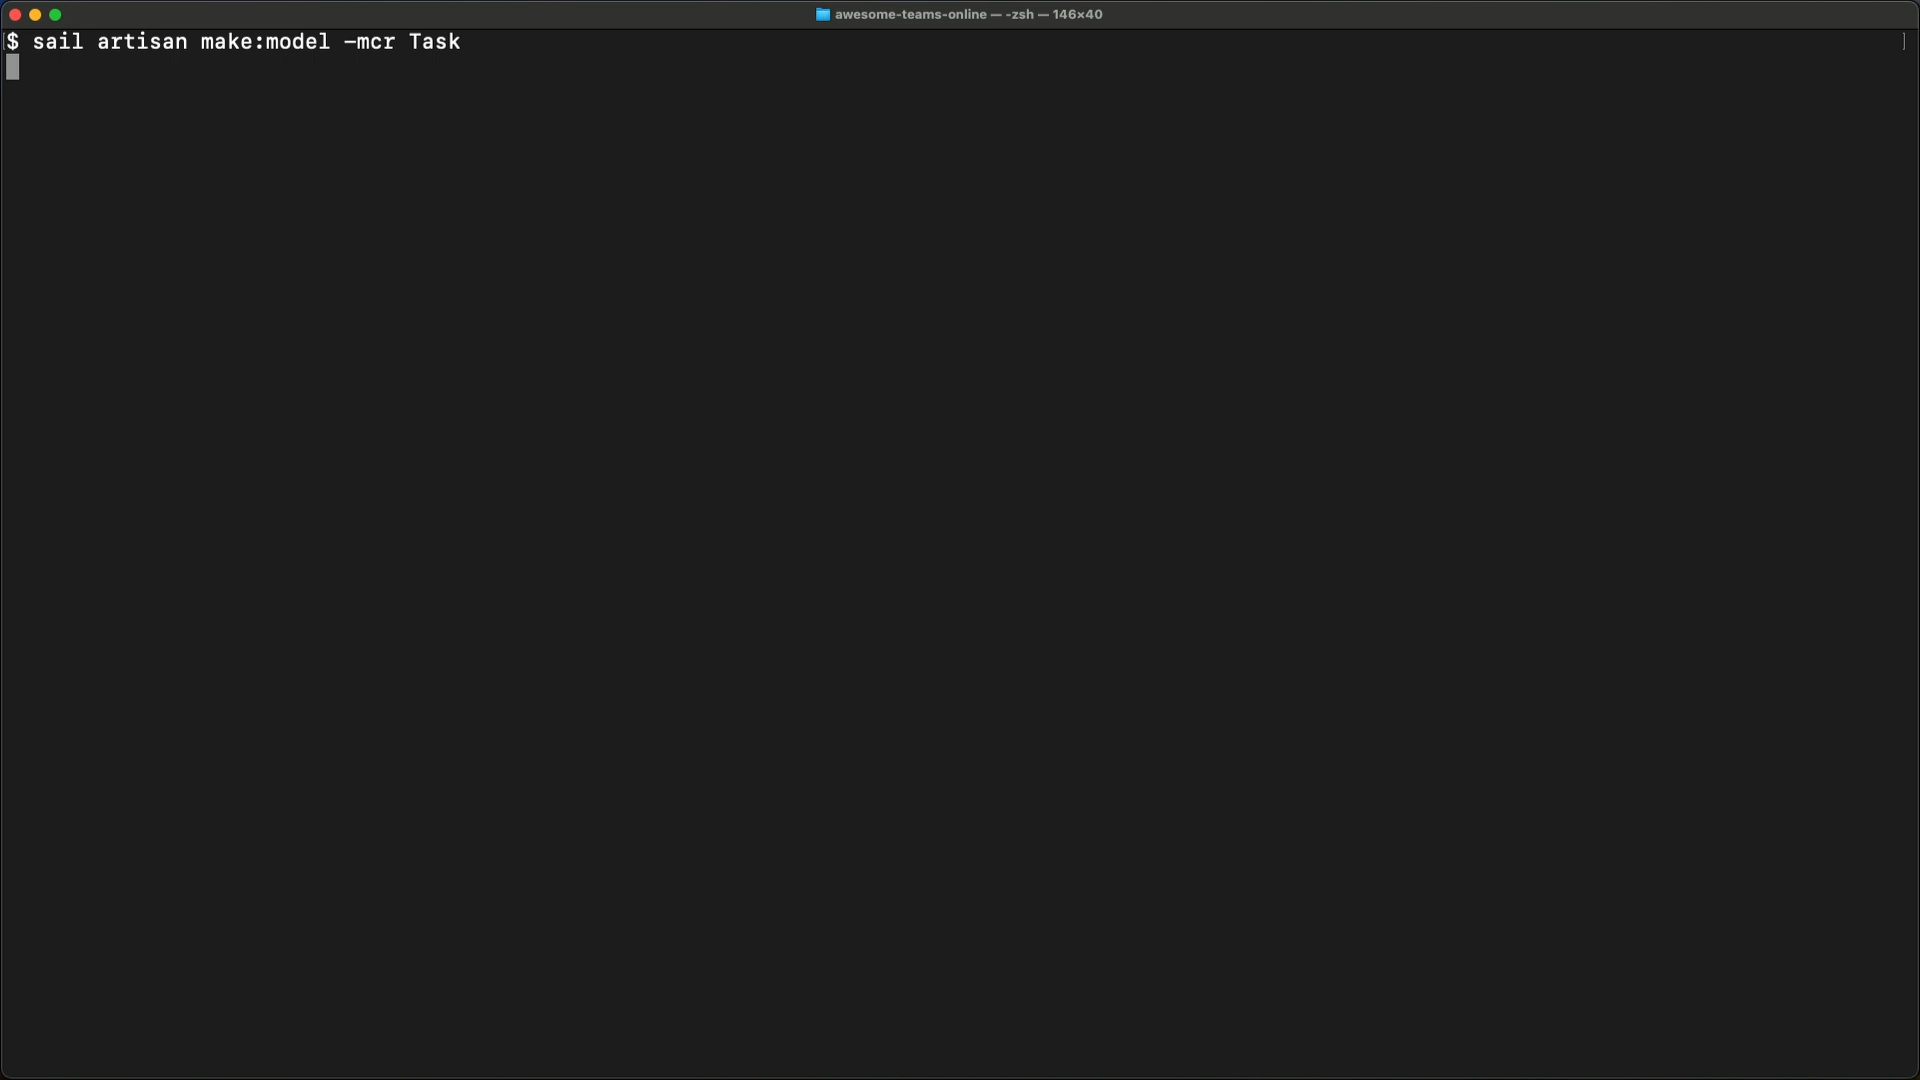 awesome-teams-online — -zsh — 146×40
$ sail artisan make:model -mcr Task